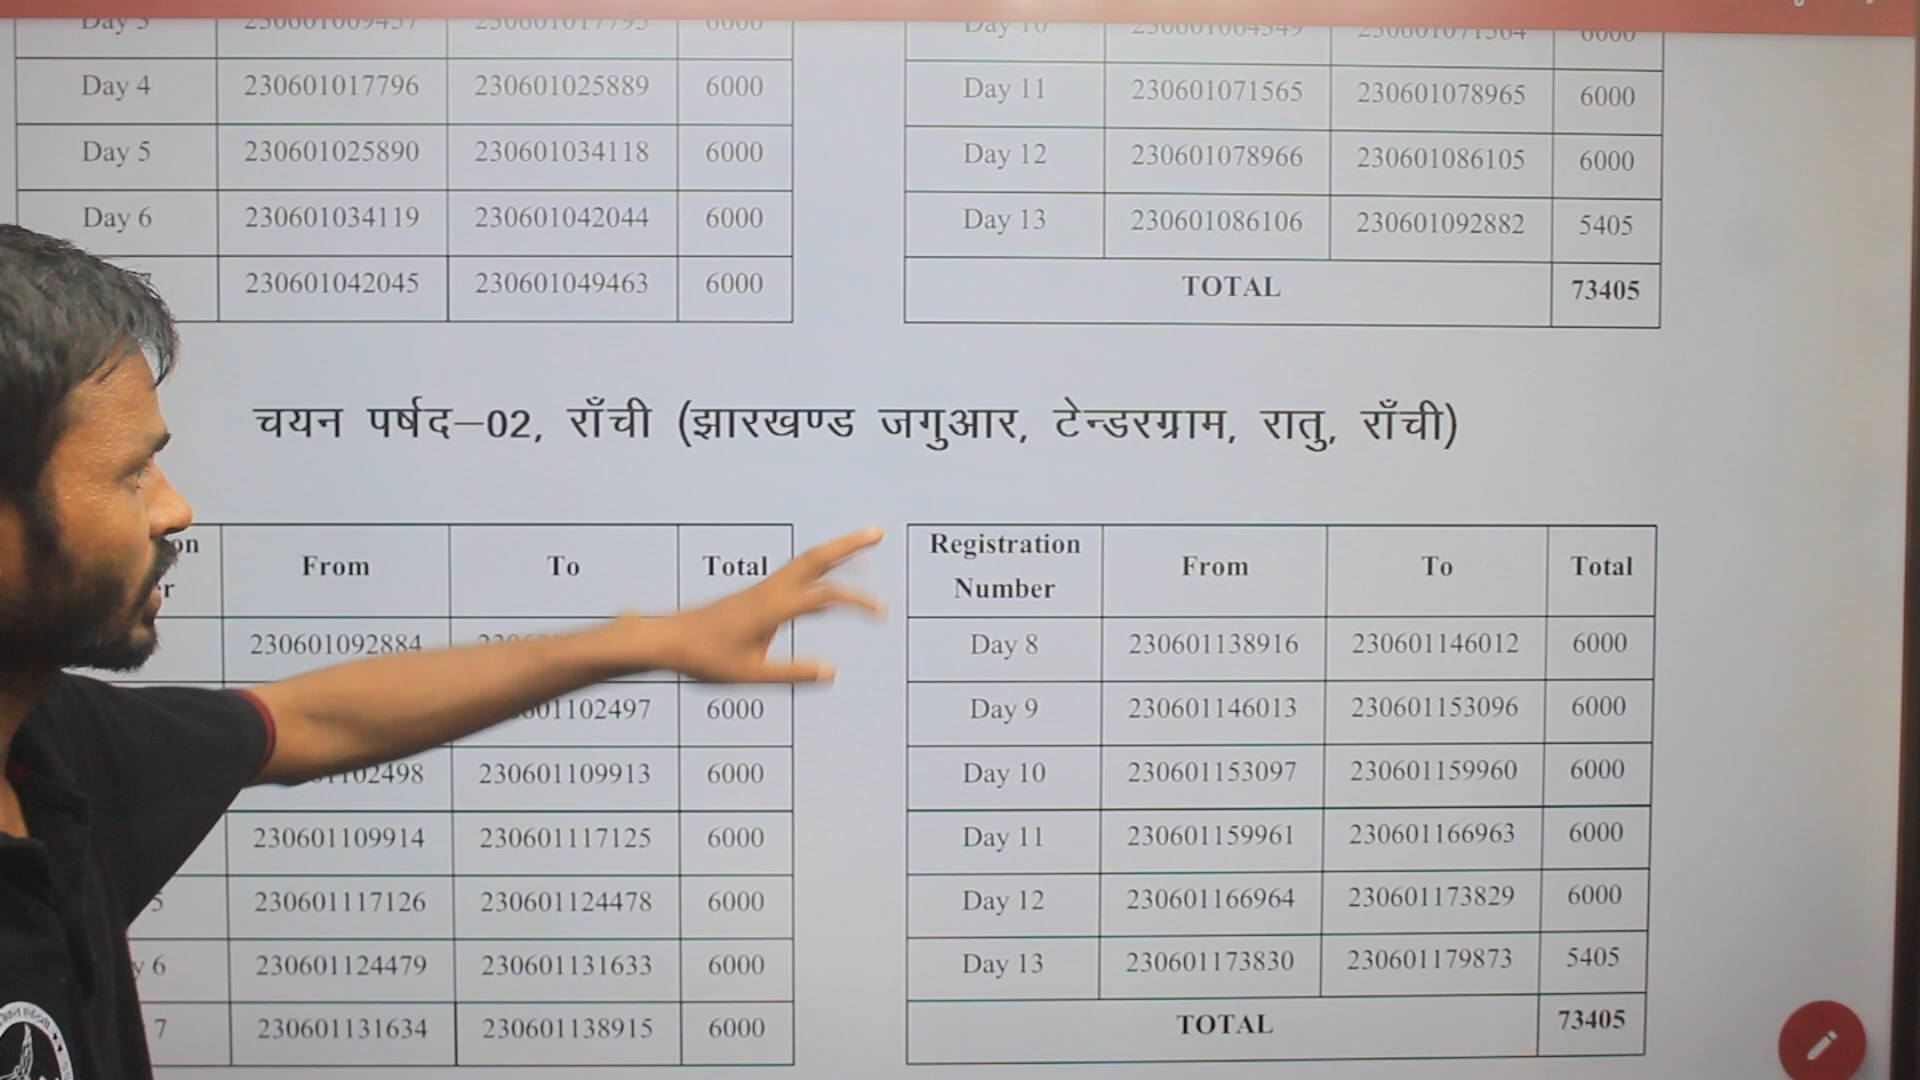 Day 4 230601017796 230601025889 6000
Day 5 230601025890 230601034118 6000
Day 6 230601034119 230601042044 6000
230601042045 230601049463 6000
Day 11 230601071565 230601078965 6000
Day 12 230601078966 230601086105 6000
Day 13 230601086106 230601092882 5405
TOTAL 73405
चयन पर्षद–02, राँची (झारखण्ड जगुआर, टेन्डरग्राम, रातु, राँची)
From To Total
230601092884
6000
230601109913 6000
230601109914 230601117125 6000
5 230601117126 230601124478 6000
6 230601124479 230601131633 6000
7 230601131634 230601138915 6000
Registration Number From To Total
Day 8 230601138916 230601146012 6000
Day 9 230601146013 230601153096 6000
Day 10 230601153097 230601159960 6000
Day 11 230601159961 230601166963 6000
Day 12 230601166964 230601173829 6000
Day 13 230601173830 230601179873 5405
TOTAL 73405